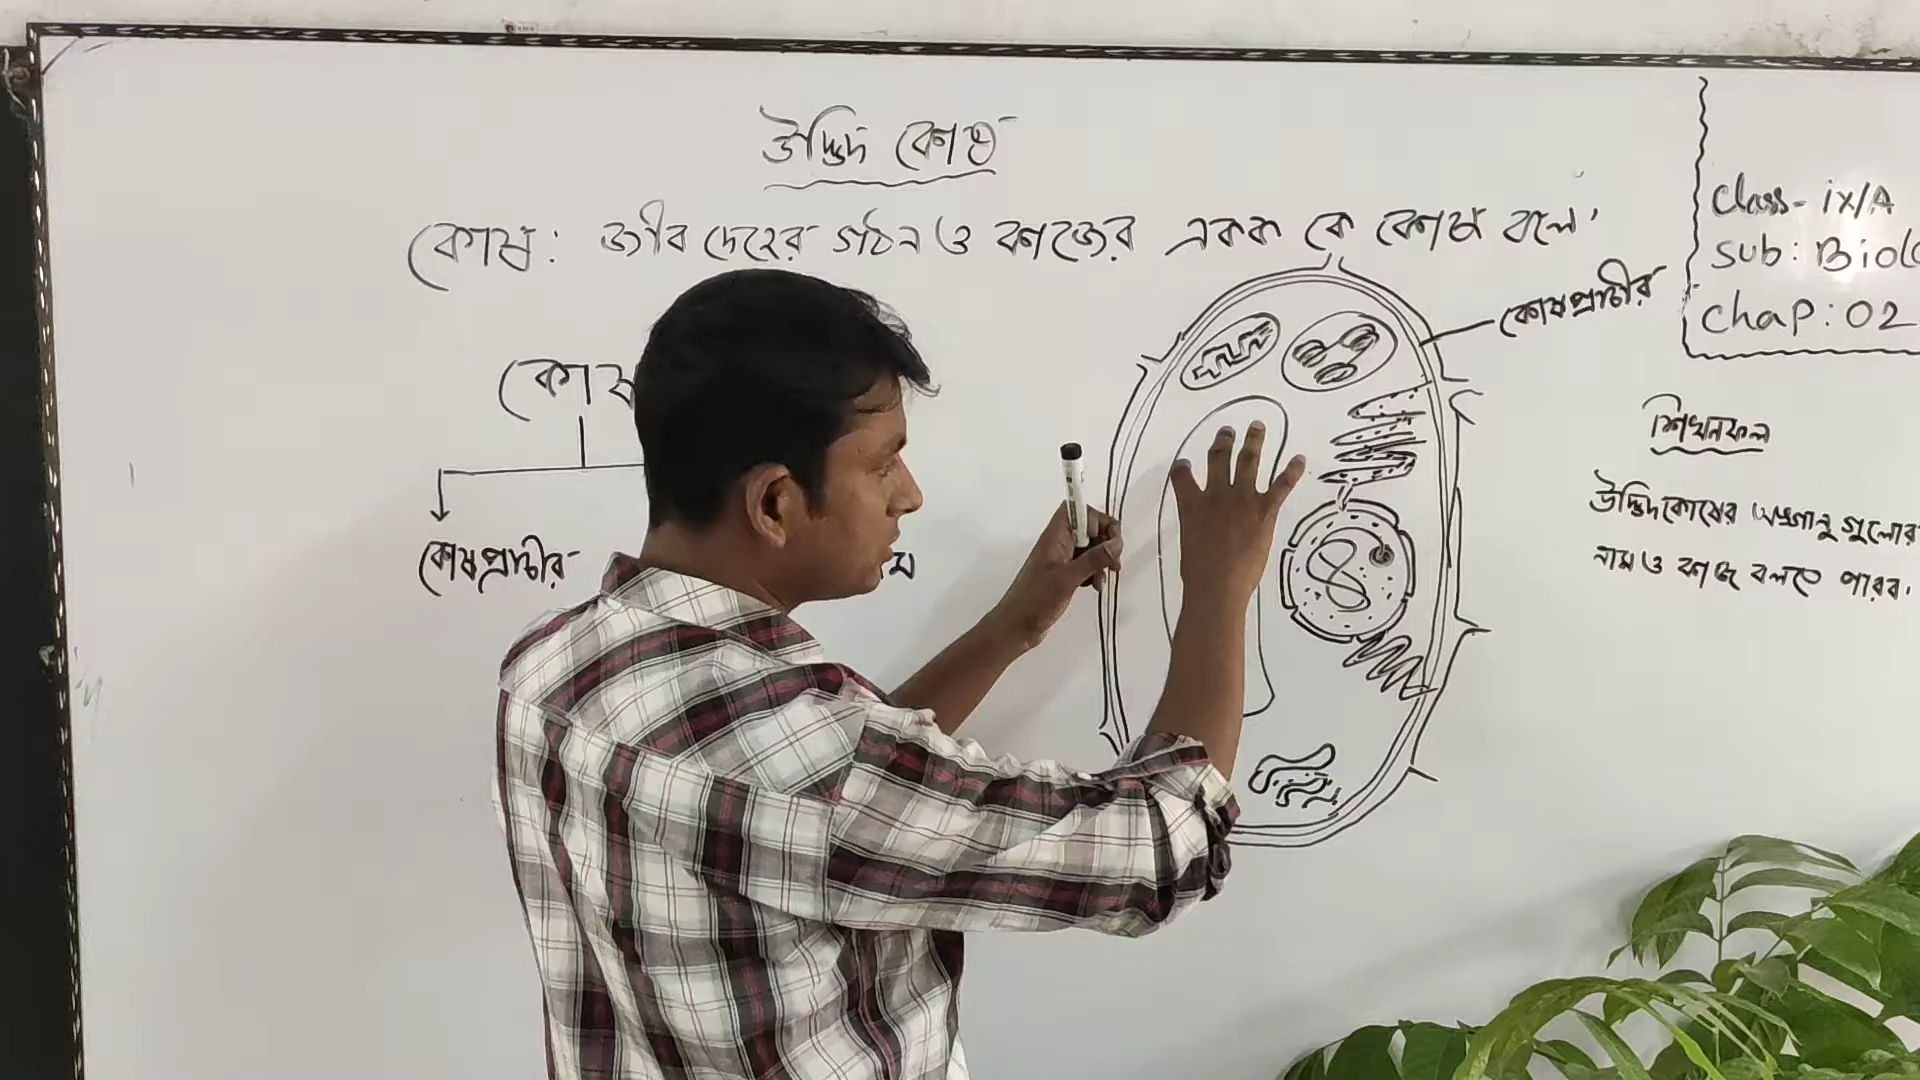 উদ্ভিদ কোষ
কোষ: জীব দেহের গঠন ও কাজের একক কে কোষ বলে।
কোষ
কোষপ্রাচীর
কোষপ্রাচীর
Class- ix/A
Sub: Biolo
Chap: 02
শিখনফল
উদ্ভিদকোষের অঙ্গানু গুলোর
নাম ও কাজ বলতে পারব।